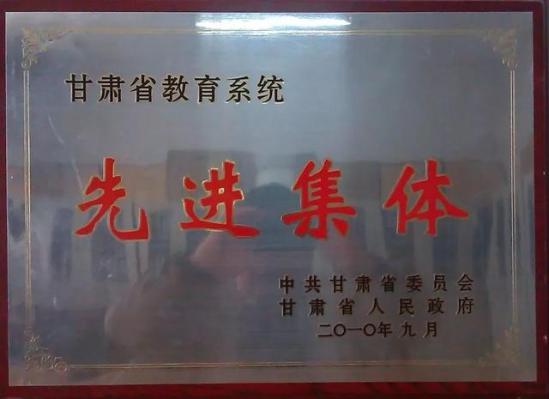 甘肃省教育系统
先进集体
中共甘肃省委员会
甘肃省人民政府
二〇一〇年九月